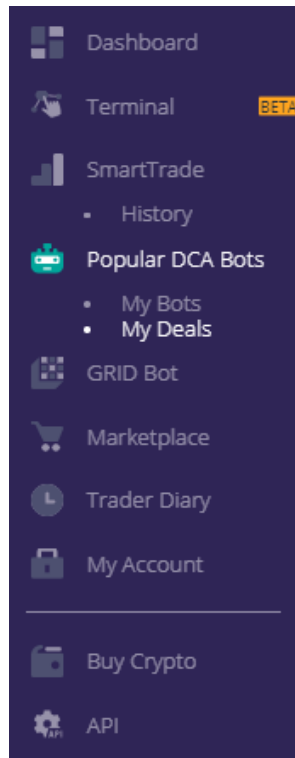 Dashboard
Terminal BETA
SmartTrade
History
Popular DCA Bots
My Bots
My Deals
GRID Bot
Marketplace
Trader Diary
My Account
Buy Crypto
API API